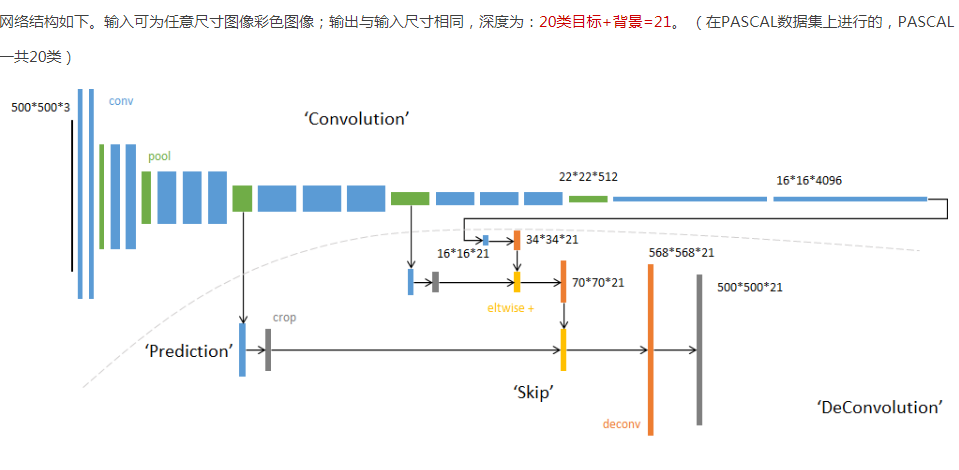 网络结构如下。输入可为任意尺寸图像彩色图像；输出与输入尺寸相同，深度为：20类目标+背景=21。（在PASCAL数据集上进行的，PASCAL
一共20类）
500*500*3
conv
‘Convolution’
pool
22*22*512
16*16*4096
16*16*21
34*34*21
568*568*21
70*70*21
500*500*21
eltwise +
crop
‘Prediction’
‘Skip’
‘DeConvolution’
deconv